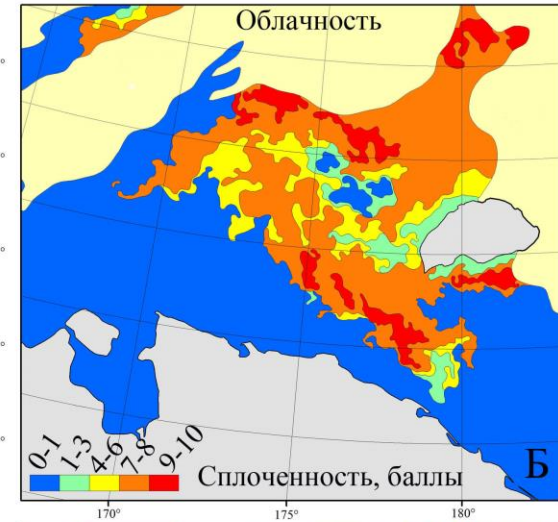 Облачность
0-1 1-3 4-6 7-8 9-10
Сплоченность, баллы
Б
170° 175° 180°